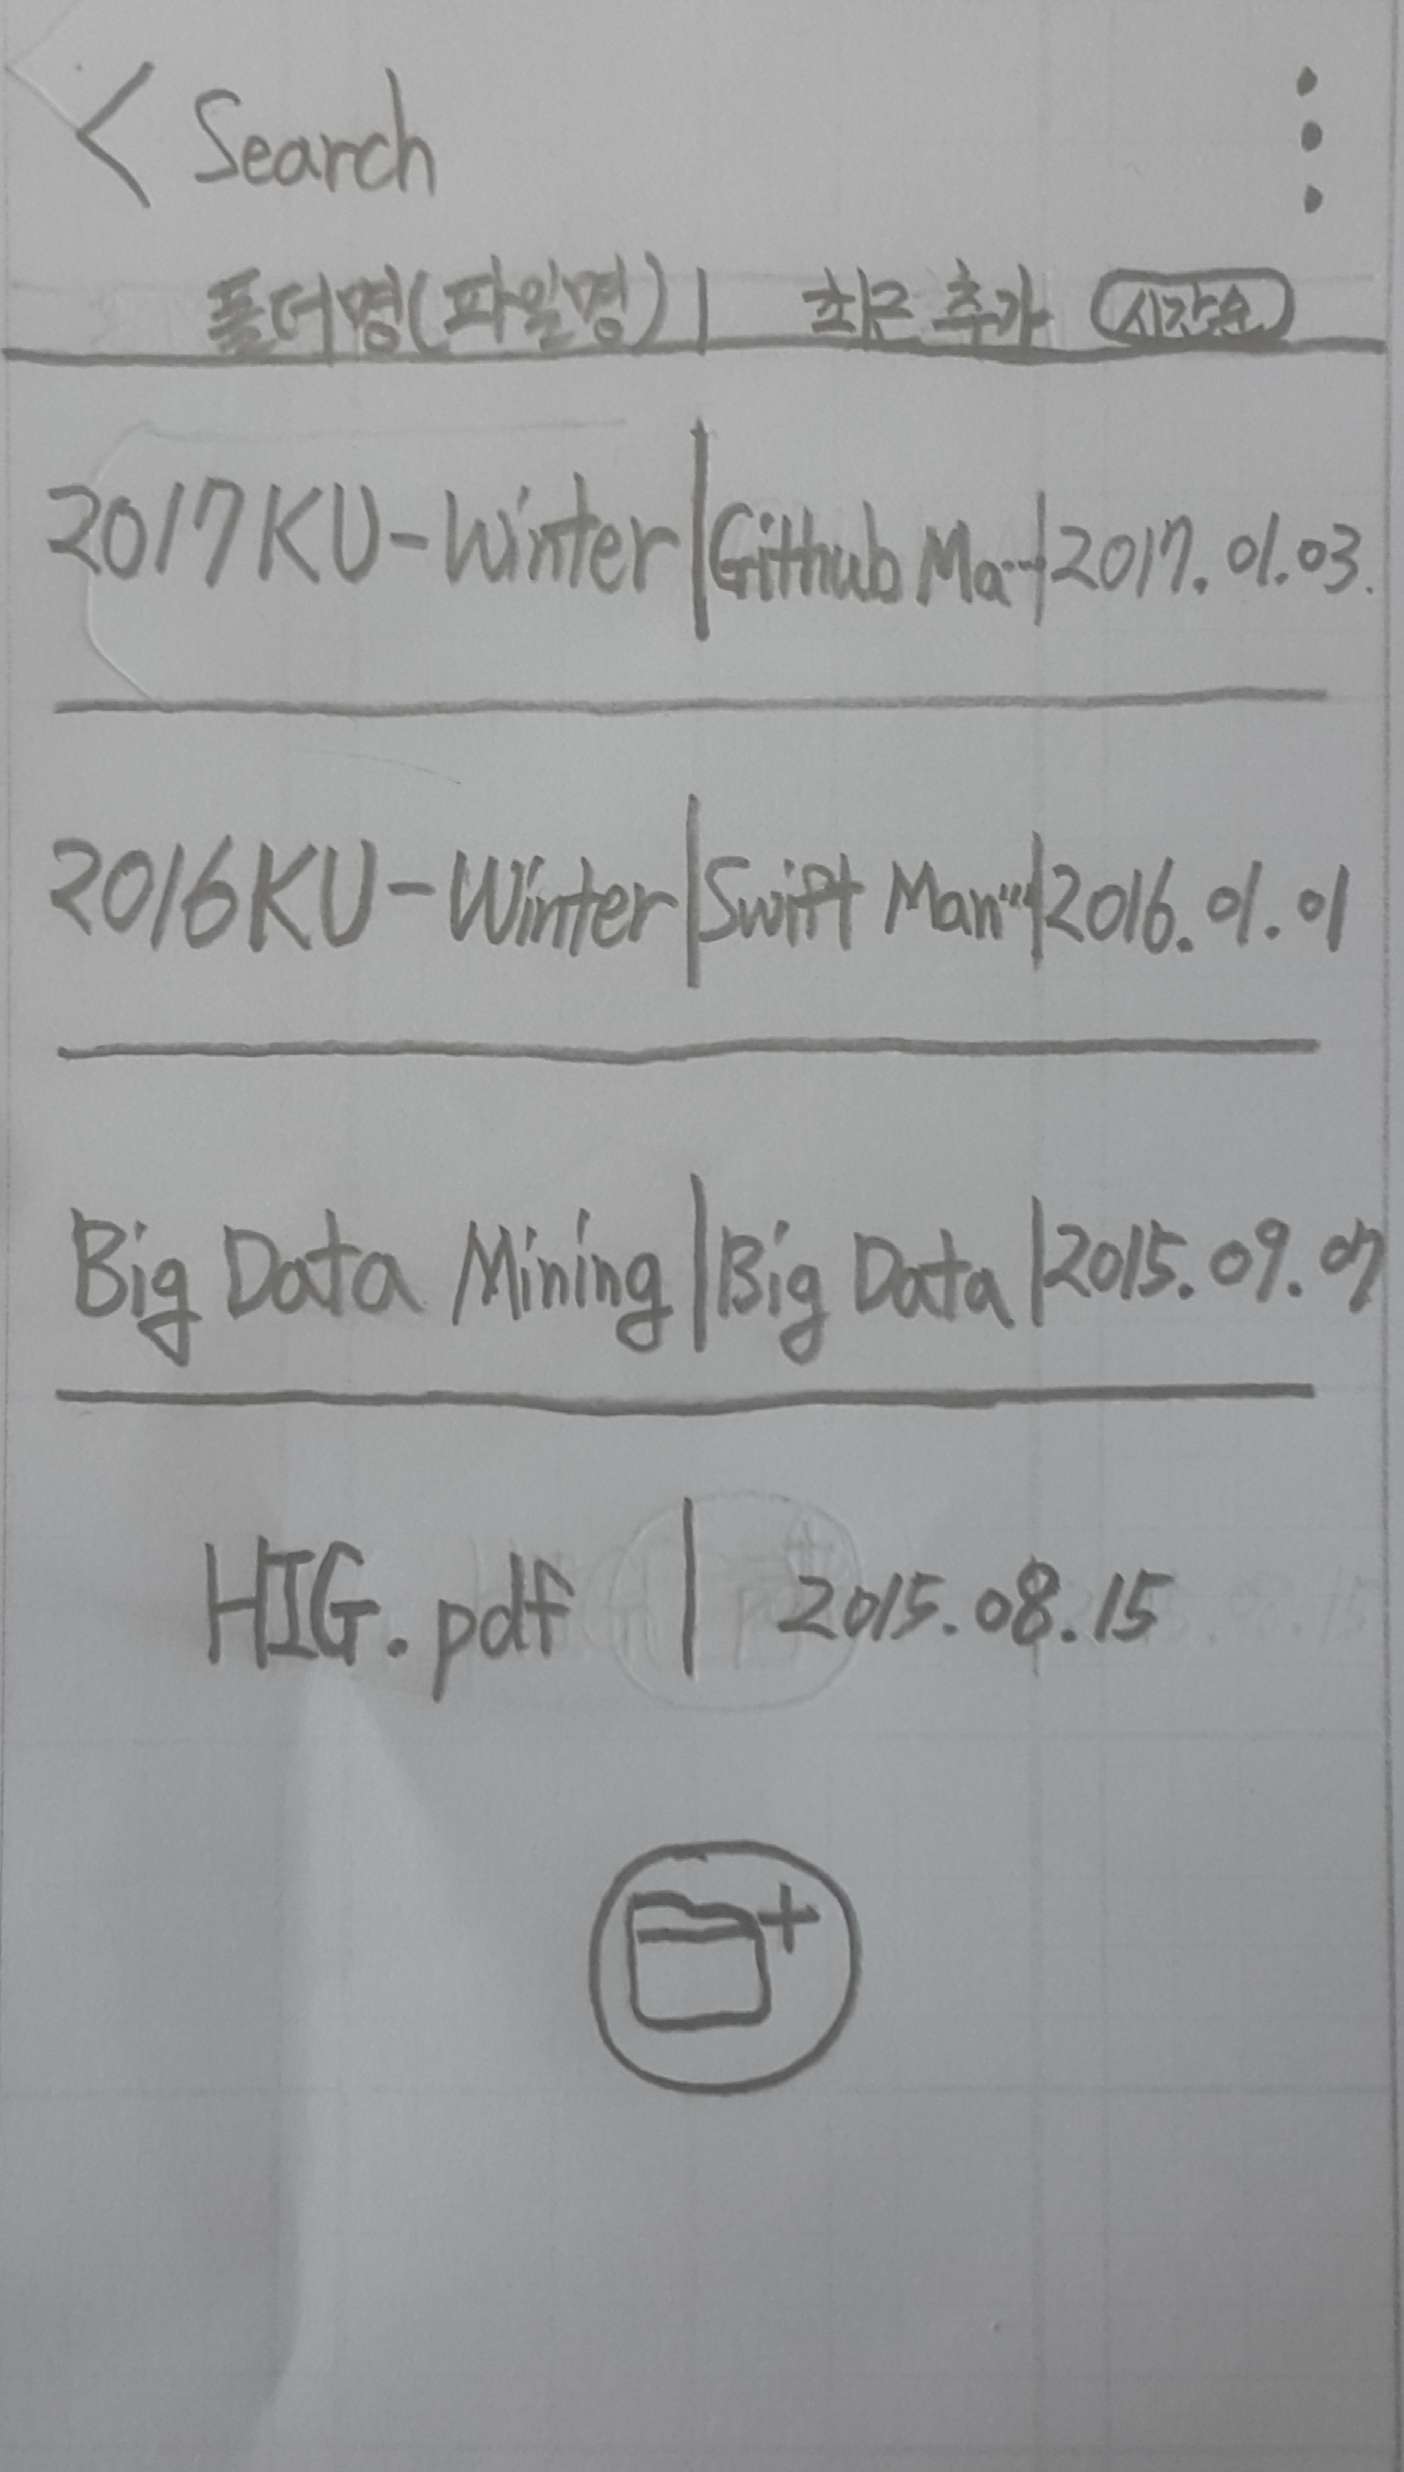 < Search
폴더명(파일명) | 최근 추가 시간순
2017KU-Winter | Github Ma… | 2017.01.03.
2016KU-Winter | Swift Man… | 2016.01.01
Big Data Mining | Big Data | 2015.09.07
HIG.pdf | 2015.08.15